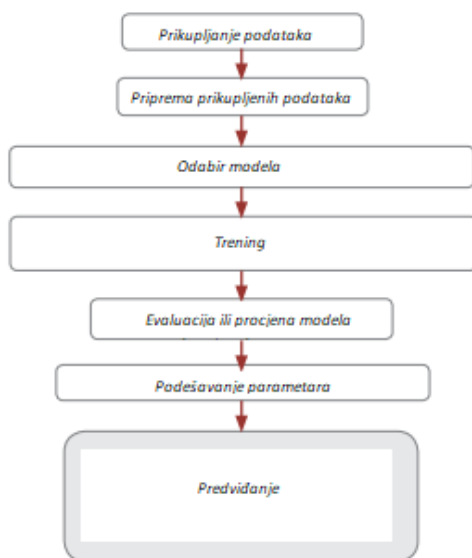 Prikupljanje podataka
Priprema prikupljenih podataka
Odabir modela
Trening
Evaluacija ili procjena modela
Podešavanje parametara
Predviđanje